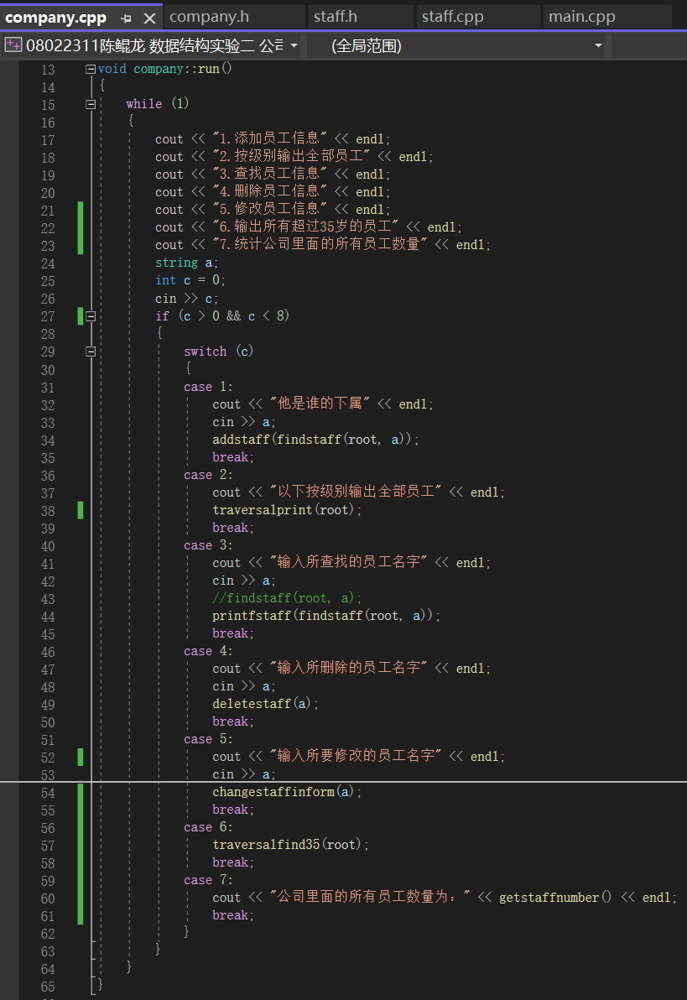 company.cpp company.h staff.h staff.cpp main.cpp
08022311陈鲲龙 数据结构实验二 公司 (全局范围)
13 void company::run()
14 {
15 while (1)
16 {
17 cout << "1.添加员工信息" << endl;
18 cout << "2.按级别输出全部员工" << endl;
19 cout << "3.查找员工信息" << endl;
20 cout << "4.删除员工信息" << endl;
21 cout << "5.修改员工信息" << endl;
22 cout << "6.输出所有超过35岁的员工" << endl;
23 cout << "7.统计公司里面的所有员工数量" << endl;
24 string a;
25 int c = 0;
26 cin >> c;
27 if (c > 0 && c < 8)
28 {
29 switch (c)
30 {
31 case 1:
32 cout << "他是谁的下属" << endl;
33 cin >> a;
34 addstaff(findstaff(root, a));
35 break;
36 case 2:
37 cout << "以下按级别输出全部员工" << endl;
38 traversalprint(root);
39 break;
40 case 3:
41 cout << "输入所查找的员工名字" << endl;
42 cin >> a;
43 //findstaff(root, a);
44 printfstaff(findstaff(root, a));
45 break;
46 case 4:
47 cout << "输入所删除的员工名字" << endl;
48 cin >> a;
49 deletestaff(a);
50 break;
51 case 5:
52 cout << "输入所要修改的员工名字" << endl;
53 cin >> a;
54 changestaffinform(a);
55 break;
56 case 6:
57 traversalfind35(root);
58 break;
59 case 7:
60 cout << "公司里面的所有员工数量为：" << getstaffnumber() << endl;
61 break;
62 }
63 }
64 }
65 }